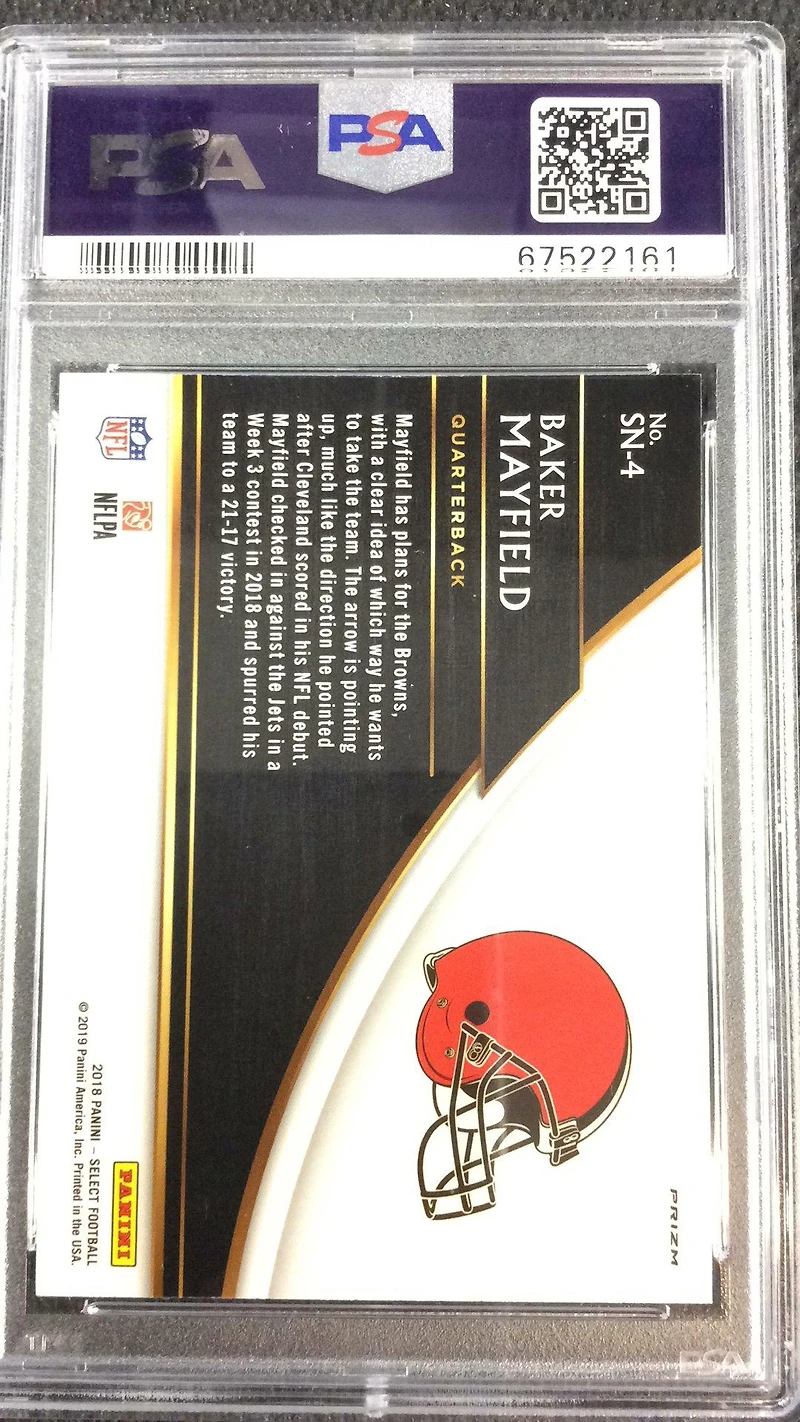 PSA
PSA
67522161
No.
SN-4
BAKER
MAYFIELD
QUARTERBACK
Mayfield has plans for the Browns,
with a clear idea of which way he wants
to take the team. The arrow is pointing
up, much like the direction he pointed
after Cleveland scored in his NFL debut.
Mayfield checked in against the Jets in a
Week 3 contest in 2018 and spurred his
team to a 21-17 victory.
PRIZM
NFL
NFLPA
2018 PANINI – SELECT FOOTBALL
© 2019 Panini America, Inc. Printed in the USA.
PANINI
PSA